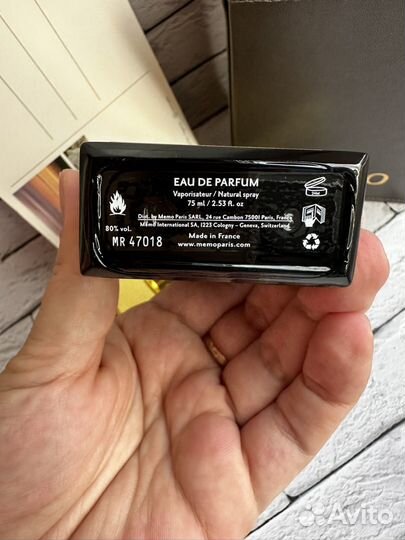 EAU DE PARFUM
Vaporisateur / Natural spray
75 ml / 2.53 fl. oz
Dist. by Memo Paris SARL, 24 rue Cambon 75001 Paris, France
Memo International SA, 1223 Cologny - Geneva, Switzerland
Made in France
www.memoparis.com
80% vol.
MR 47018
O
Avito